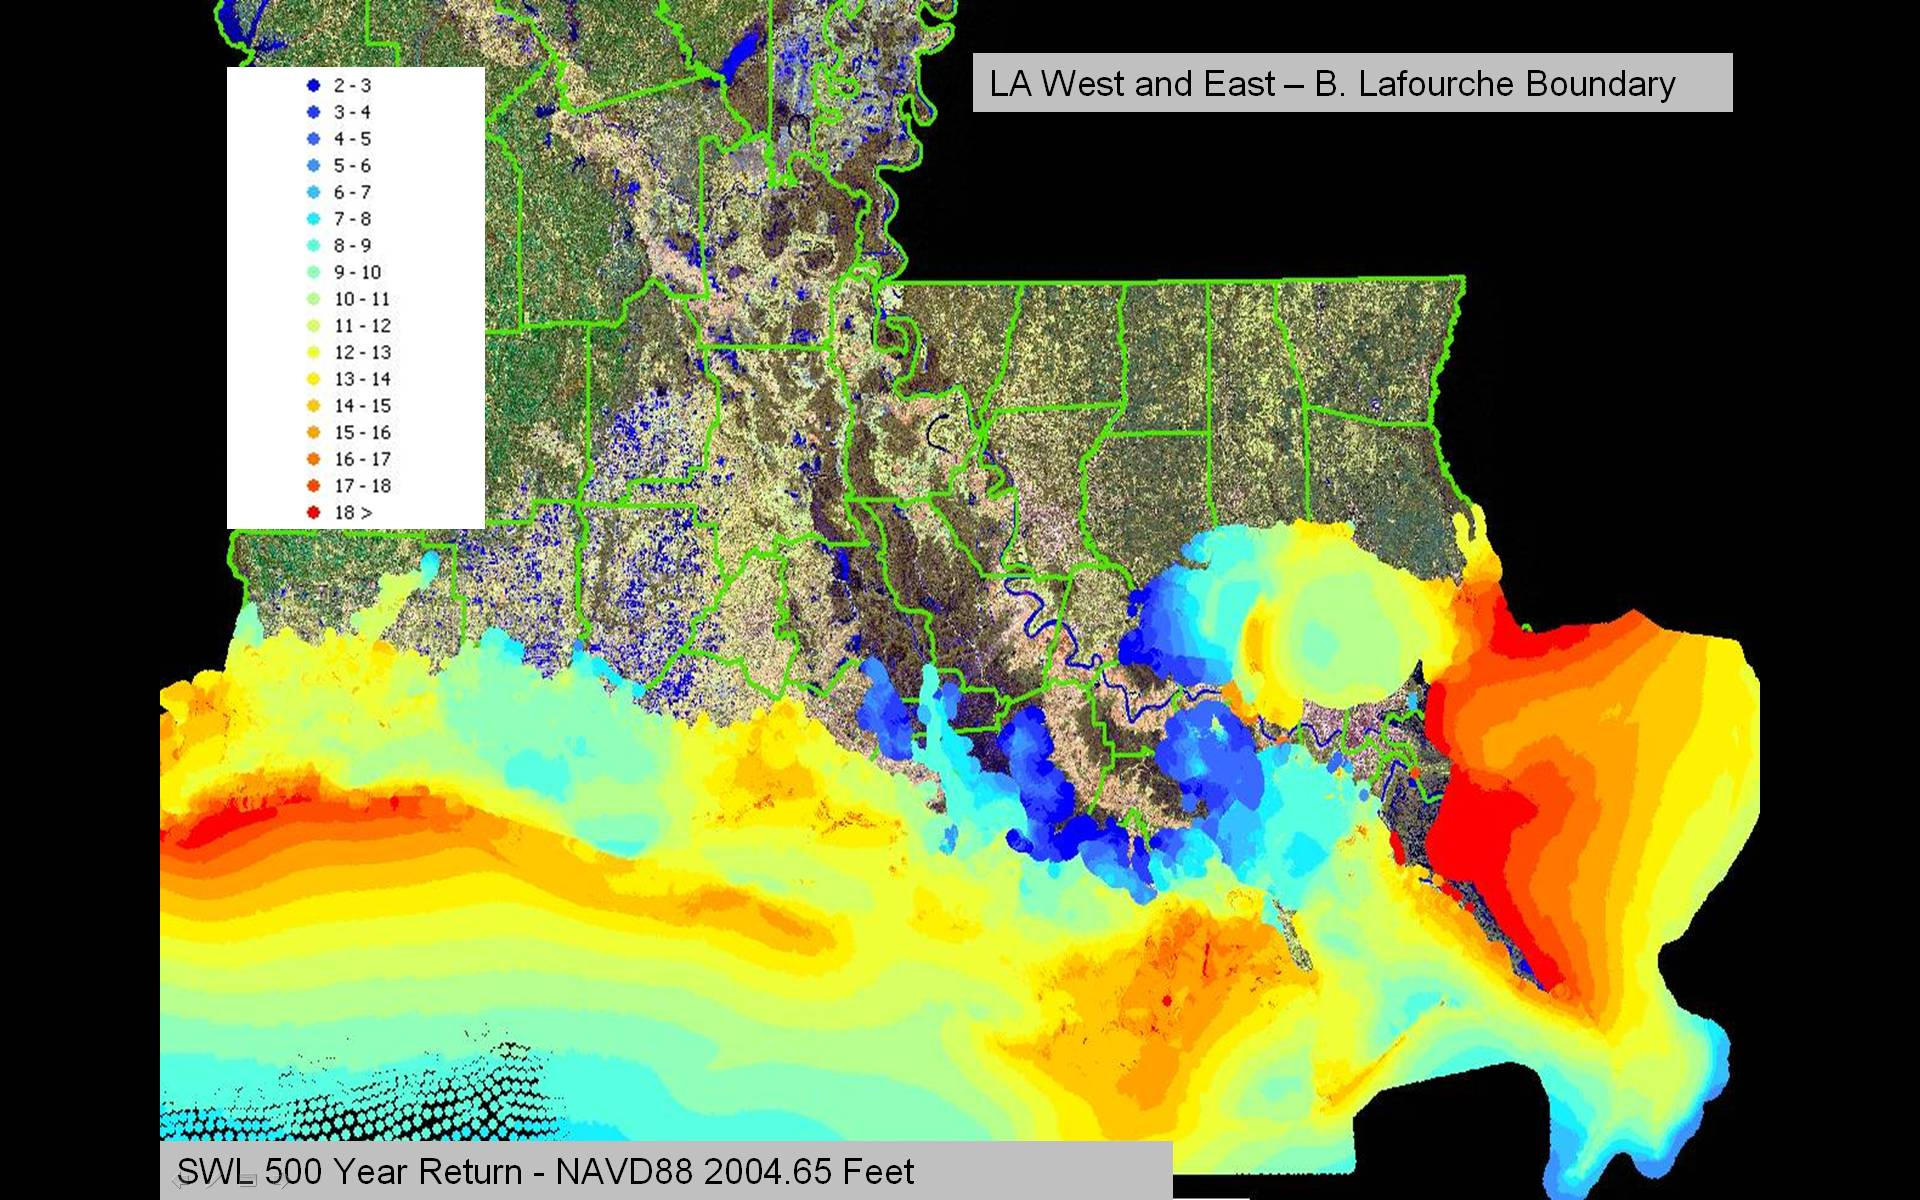 LA West and East – B. Lafourche Boundary
2 - 3
3 - 4
4 - 5
5 - 6
6 - 7
7 - 8
8 - 9
9 - 10
10 - 11
11 - 12
12 - 13
13 - 14
14 - 15
15 - 16
16 - 17
17 - 18
18 >
SWL 500 Year Return - NAVD88 2004.65 Feet